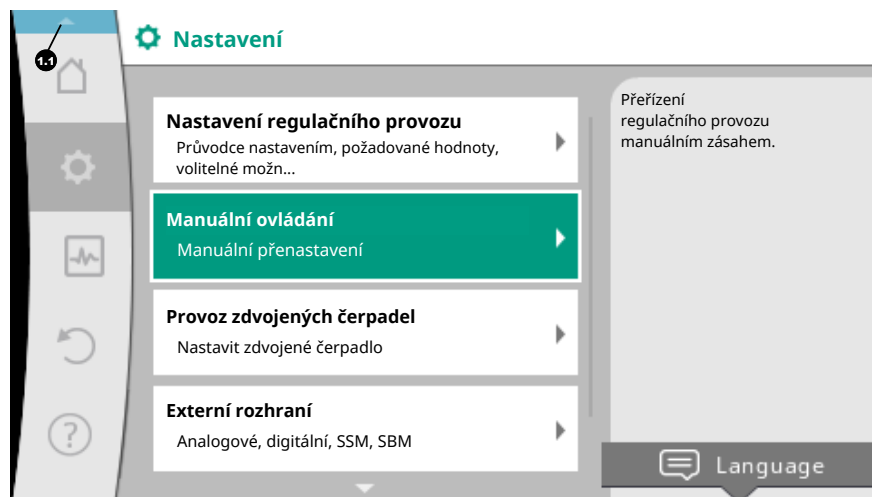 1.1
Nastavení
Nastavení regulačního provozu
Průvodce nastavením, požadované hodnoty,
volitelné možn...
Manuální ovládání
Manuální přenastavení
Provoz zdvojených čerpadel
Nastavit zdvojené čerpadlo
Externí rozhraní
Analogové, digitální, SSM, SBM
Přeřízení
regulačního provozu
manuálním zásahem.
Language